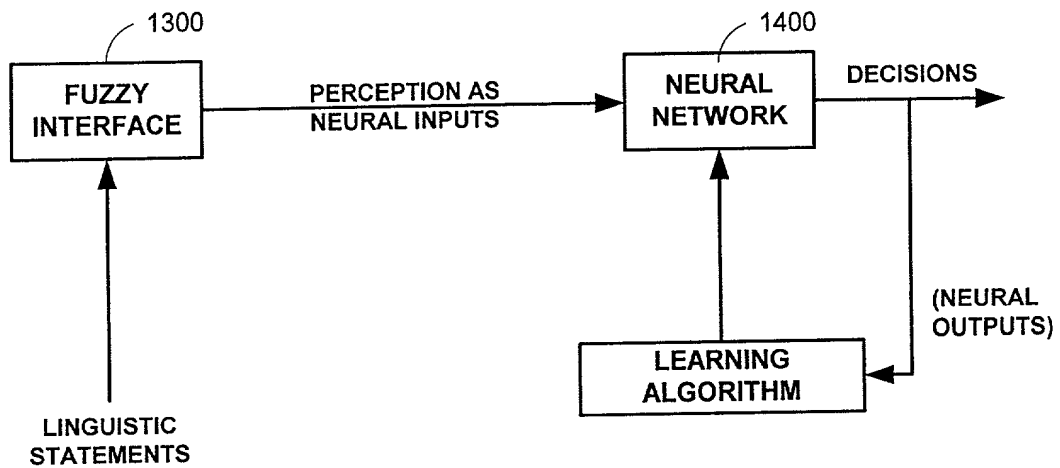 1300
FUZZY
INTERFACE
PERCEPTION AS
NEURAL INPUTS
1400
NEURAL
NETWORK
DECISIONS
(NEURAL
OUTPUTS)
LEARNING
ALGORITHM
LINGUISTIC
STATEMENTS